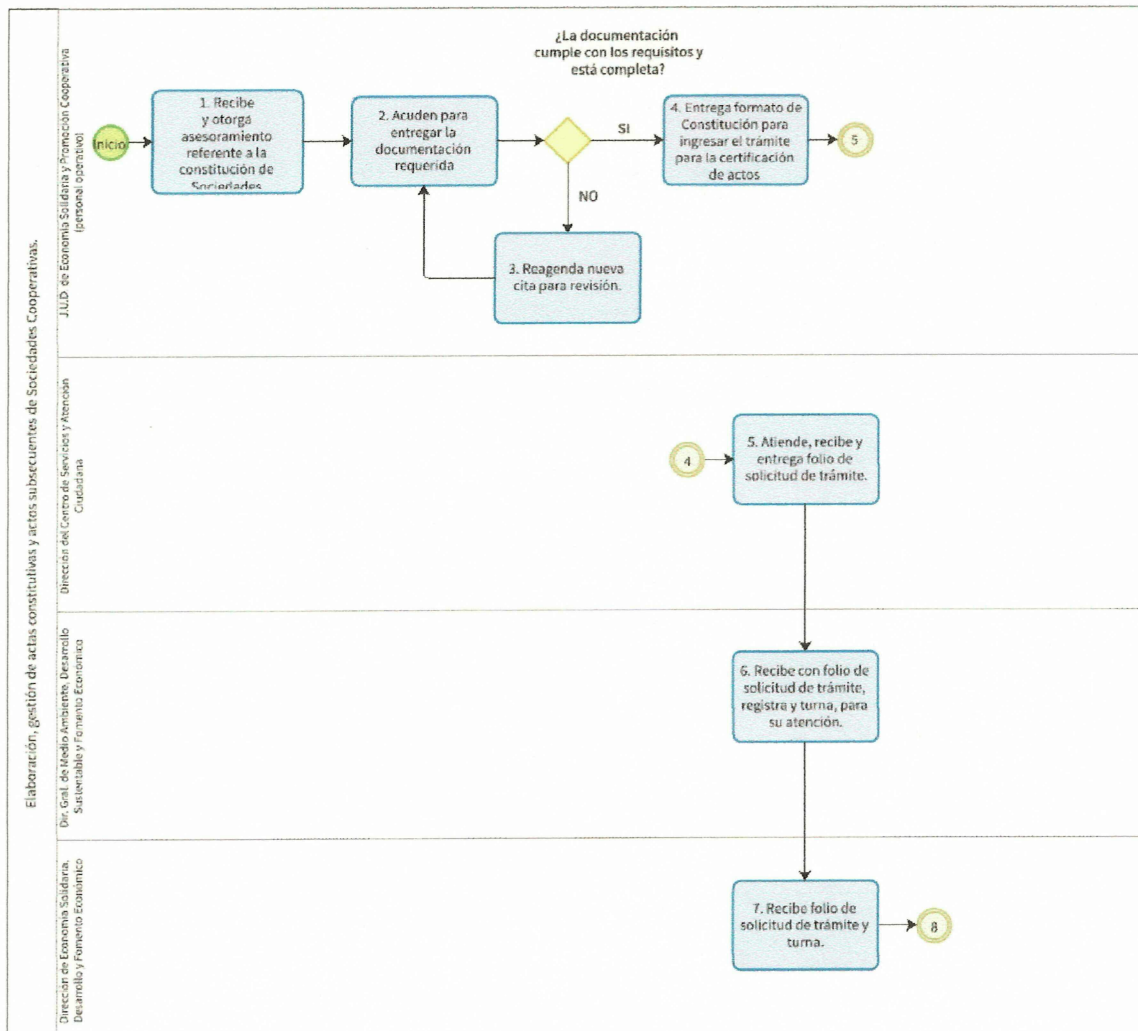 Elaboración, gestión de actas constitutivas y actos subsecuentes de Sociedades Cooperativas.
J.U.D. de Economía Solidaria y Promoción Cooperativa
(personal operativo)
Inicio
1. Recibe
y otorga
asesoramiento
referente a la
constitución de
Sociedades
2. Acuden para
entregar la
documentación
requerida
¿La documentación
cumple con los requisitos y
está completa?
SI
NO
3. Reagenda nueva
cita para revisión.
4. Entrega formato de
Constitución para
ingresar el trámite
para la certificación
de actos
5
Dirección del Centro de Servicios y Atención
Ciudadana
4
5. Atiende, recibe y
entrega folio de
solicitud de trámite.
Dir. Gral. de Medio Ambiente, Desarrollo
Sustentable y Fomento Económico
6. Recibe con folio de
solicitud de trámite,
registra y turna, para
su atención.
Dirección de Economía Solidaria,
Desarrollo y Fomento Económico
7. Recibe folio de
solicitud de trámite y
turna.
8